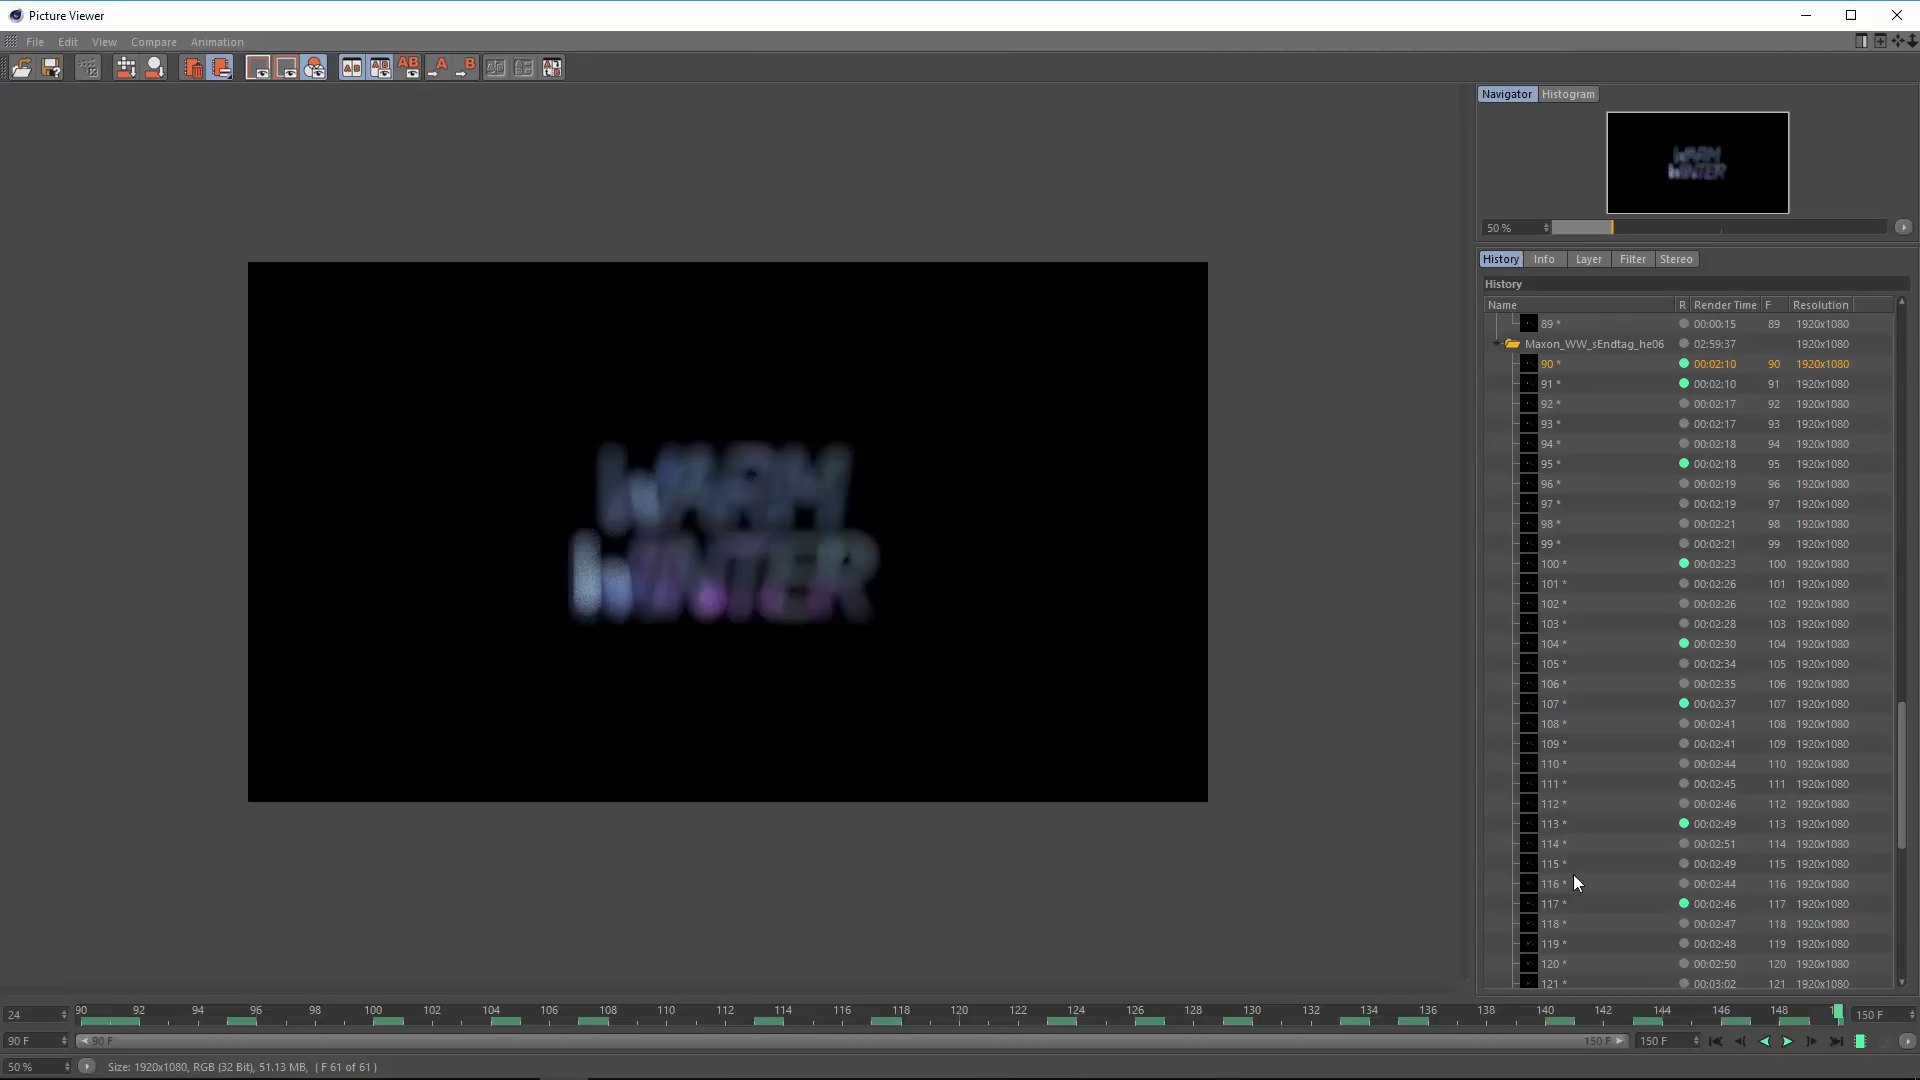 Picture Viewer
File Edit View Compare Animation
AB A B
Navigator Histogram
WARM
WINTER
50 %
History Info Layer Filter Stereo
History
Name R Render Time F Resolution
89 * 00:00:15 89 1920x1080
Maxon_WW_sEndtag_he06 02:59:37 1920x1080
90 * 00:02:10 90 1920x1080
91 * 00:02:10 91 1920x1080
92 * 00:02:17 92 1920x1080
93 * 00:02:17 93 1920x1080
94 * 00:02:18 94 1920x1080
95 * 00:02:18 95 1920x1080
96 * 00:02:19 96 1920x1080
97 * 00:02:19 97 1920x1080
98 * 00:02:21 98 1920x1080
99 * 00:02:21 99 1920x1080
100 * 00:02:23 100 1920x1080
101 * 00:02:26 101 1920x1080
102 * 00:02:26 102 1920x1080
103 * 00:02:28 103 1920x1080
104 * 00:02:30 104 1920x1080
105 * 00:02:34 105 1920x1080
106 * 00:02:35 106 1920x1080
107 * 00:02:37 107 1920x1080
108 * 00:02:41 108 1920x1080
109 * 00:02:41 109 1920x1080
110 * 00:02:44 110 1920x1080
111 * 00:02:45 111 1920x1080
112 * 00:02:46 112 1920x1080
113 * 00:02:49 113 1920x1080
114 * 00:02:51 114 1920x1080
115 * 00:02:49 115 1920x1080
116 * 00:02:44 116 1920x1080
117 * 00:02:46 117 1920x1080
118 * 00:02:47 118 1920x1080
119 * 00:02:48 119 1920x1080
120 * 00:02:50 120 1920x1080
121 * 00:03:02 121 1920x1080
WARM
WINTER
24 90 92 94 96 98 100 102 104 106 108 110 112 114 116 118 120 122 124 126 128 130 132 134 136 138 140 142 144 146 148 1 150 F
90 F 90 F 150 F 150 F
50 % Size: 1920x1080, RGB (32 Bit), 51.13 MB, ( F 61 of 61 )